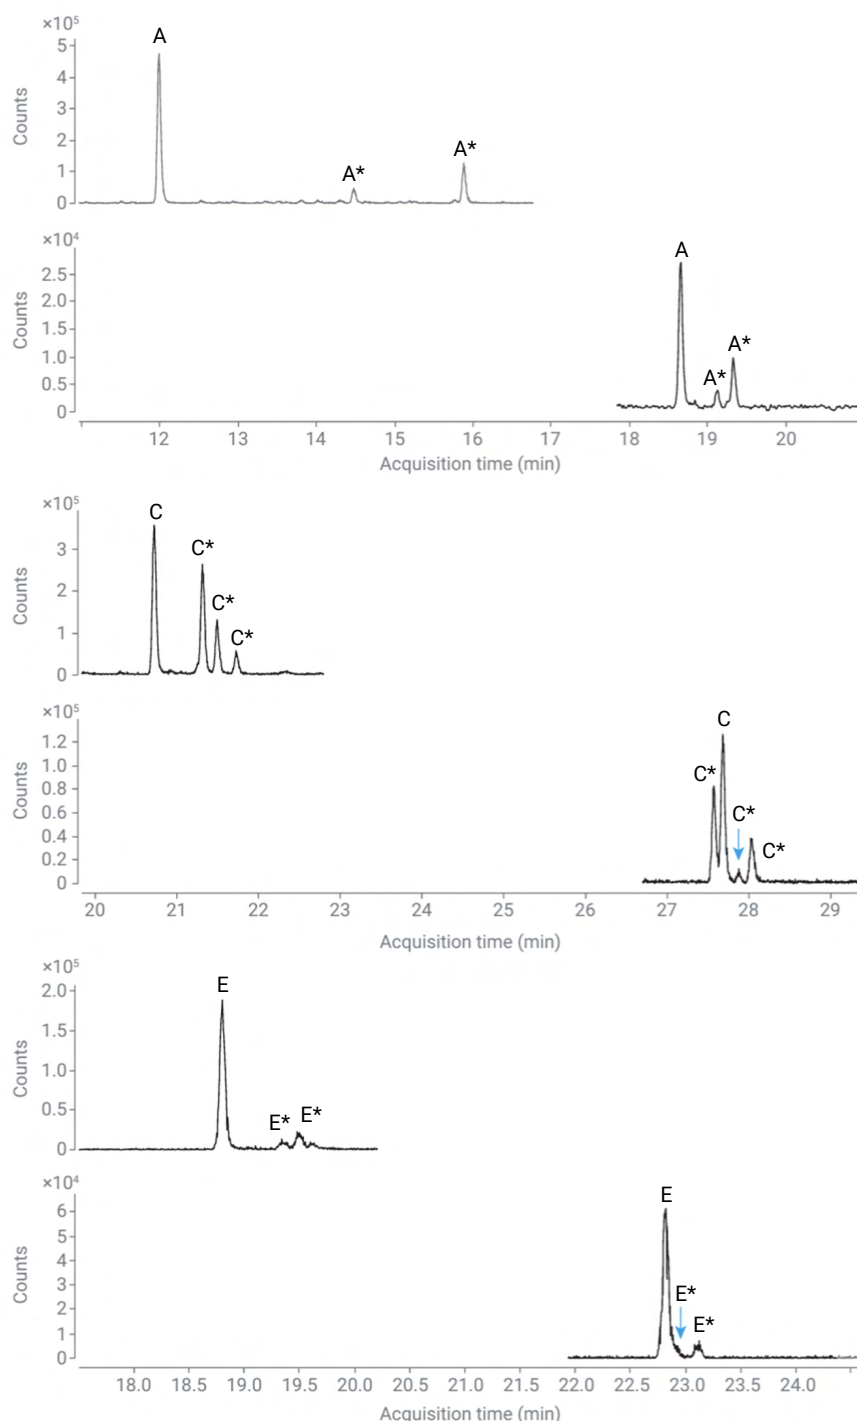 ×10⁵
A
5
4
3
2
1
0
Counts
A*
A*
×10⁴
A
2.5
2.0
1.5
1.0
0.5
0
Counts
A*
A*
12 13 14 15 16 17 18 19 20
Acquisition time (min)
×10⁵
C
3
2
1
0
Counts
C*
C*
C*
×10⁵
C
1.2
1.0
0.8
0.6
0.4
0.2
0
Counts
C*
C*
C*
20 21 22 23 24 25 26 27 28 29
Acquisition time (min)
×10⁵
E
2.0
1.5
1.0
0.5
0
Counts
E*
E*
×10⁴
E
6
5
4
3
2
1
0
Counts
E*
E*
18.0 18.5 19.0 19.5 20.0 20.5 21.0 21.5 22.0 22.5 23.0 23.5 24.0
Acquisition time (min)